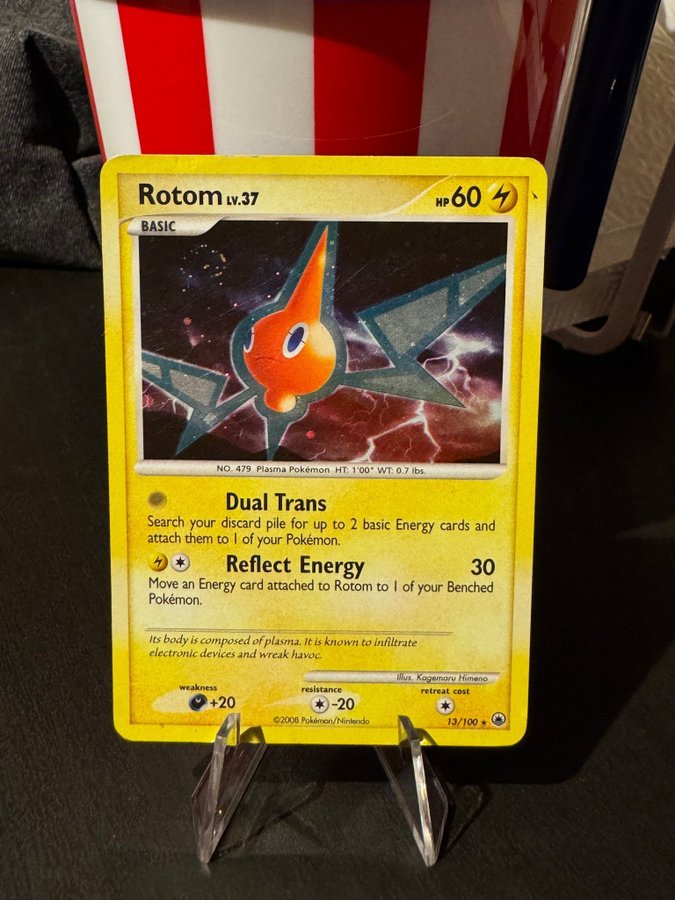 Rotom LV.37
HP 60
BASIC
NO. 479 Plasma Pokémon HT: 1'00" WT: 0.7 lbs.
Dual Trans
Search your discard pile for up to 2 basic Energy cards and
attach them to 1 of your Pokémon.
Reflect Energy 30
Move an Energy card attached to Rotom to 1 of your Benched
Pokémon.
Its body is composed of plasma. It is known to infiltrate
electronic devices and wreak havoc.
Illus. Kagemaru Himeno
weakness resistance retreat cost
+20 -20
©2008 Pokémon/Nintendo 13/100 ★